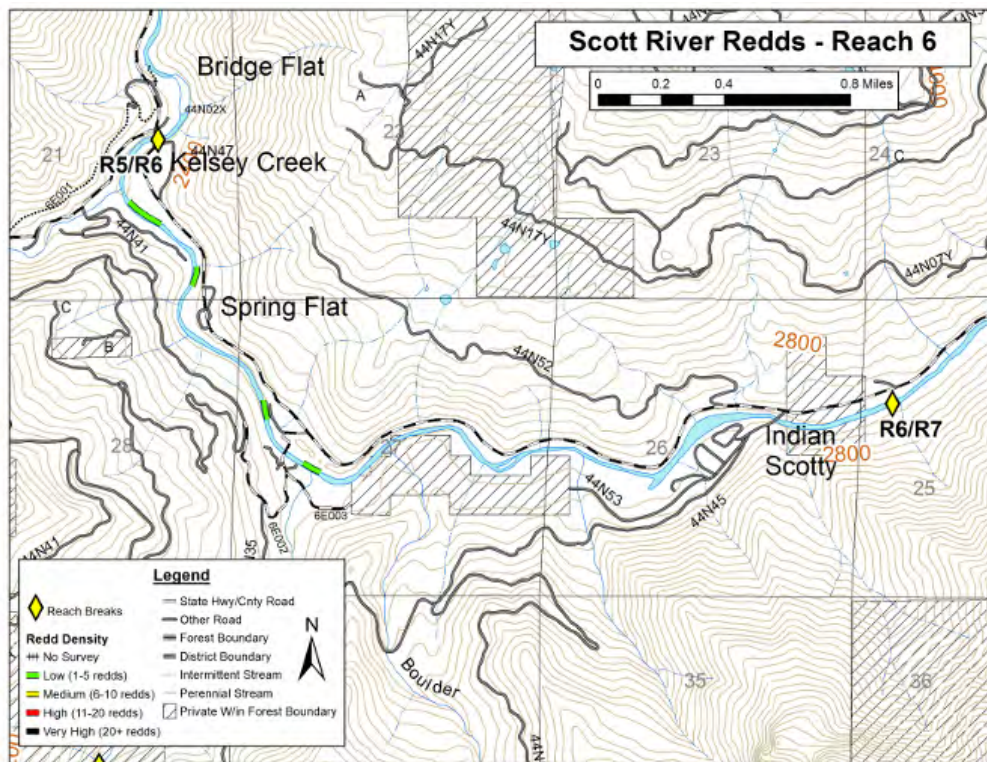 Scott River Redds - Reach 6
0 0.2 0.4 0.8 Miles
44N17Y
Bridge Flat
A
44N02X
21
22
23
24
C
44N47
R5/R6
Kelsey Creek
6E001
44N41
44N17Y
44N07Y
Spring Flat
C
B
44N52
2800
28
27
26
Indian
Scotty
R6/R7
2800
25
44N53
44N45
6E003
6E002
44N41
Boulder
35
36
Legend
Reach Breaks
Redd Density
No Survey
Low (1-5 redds)
Medium (6-10 redds)
High (11-20 redds)
Very High (20+ redds)
State Hwy/Cnty Road
Other Road
Forest Boundary
District Boundary
Intermittent Stream
Perennial Stream
Private W/in Forest Boundary
N